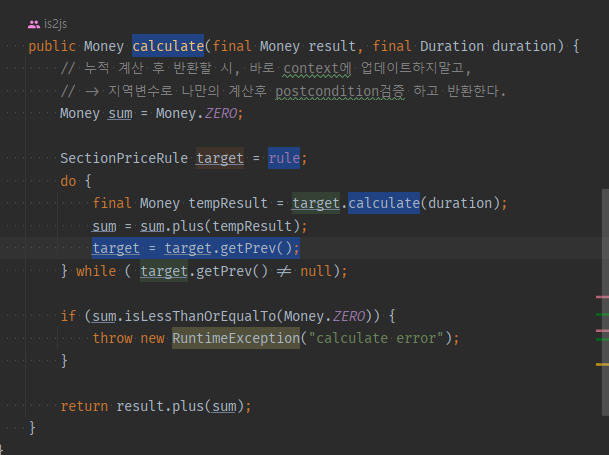 is2js
public Money calculate(final Money result, final Duration duration) {
// 누적 계산 후 반환할 시, 바로 context에 업데이트하지말고,
// → 지역변수로 나만의 계산후 postcondition검증 하고 반환한다.
Money sum = Money.ZERO;
SectionPriceRule target = rule;
do {
final Money tempResult = target.calculate(duration);
sum = sum.plus(tempResult);
target = target.getPrev();
} while ( target.getPrev() ≠ null);
if (sum.isLessThanOrEqualTo(Money.ZERO)) {
throw new RuntimeException("calculate error");
}
return result.plus(sum);
}
}